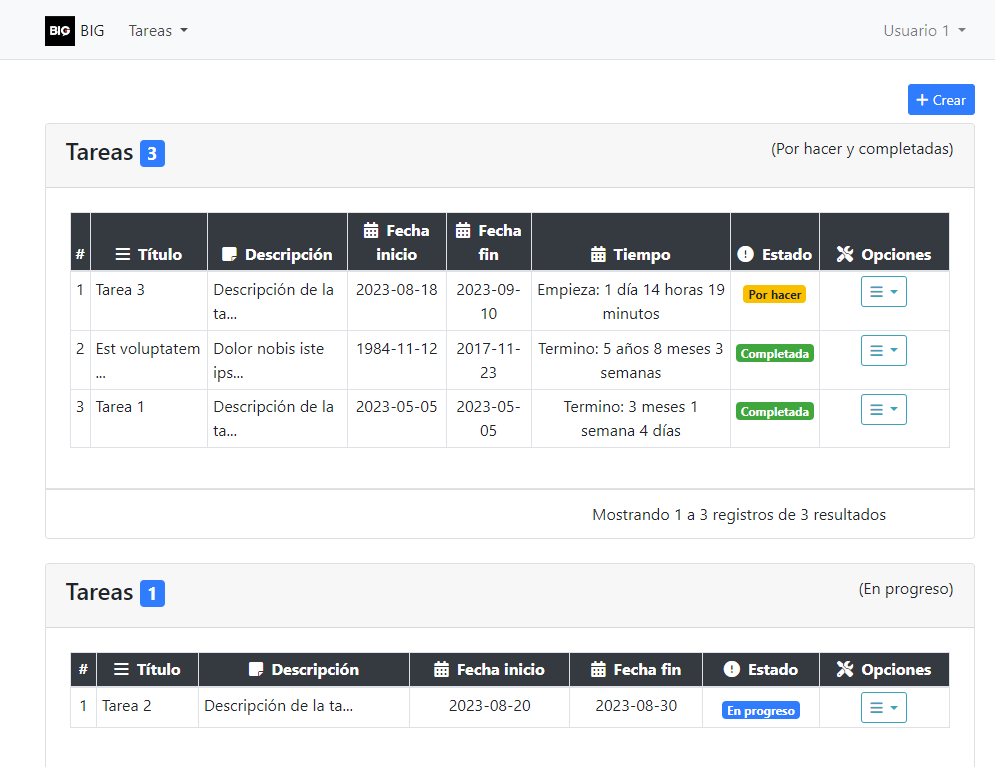 BIG BIG Tareas Usuario 1
Crear
Tareas 3 (Por hacer y completadas)
# Título Descripción Fecha inicio Fecha fin Tiempo Estado Opciones
1 Tarea 3 Descripción de la ta... 2023-08-18 2023-09-10 Empieza: 1 día 14 horas 19 minutos Por hacer
2 Est voluptatem ... Dolor nobis iste ips... 1984-11-12 2017-11-23 Termino: 5 años 8 meses 3 semanas Completada
3 Tarea 1 Descripción de la ta... 2023-05-05 2023-05-05 Termino: 3 meses 1 semana 4 días Completada
Mostrando 1 a 3 registros de 3 resultados
Tareas 1 (En progreso)
# Título Descripción Fecha inicio Fecha fin Estado Opciones
1 Tarea 2 Descripción de la ta... 2023-08-20 2023-08-30 En progreso